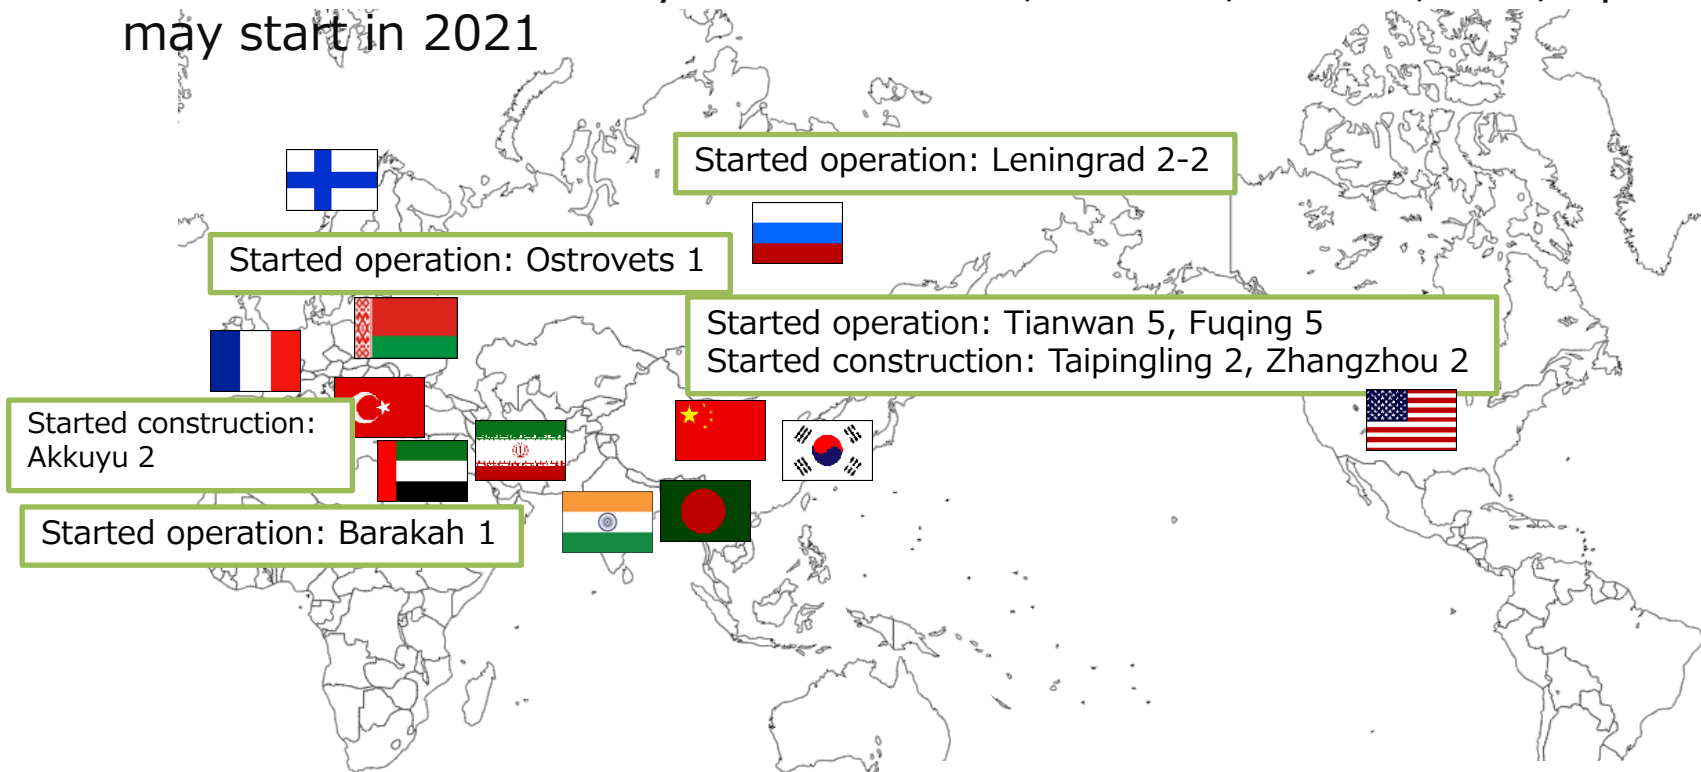 may start in 2021
Started operation: Leningrad 2-2
Started operation: Ostrovets 1
Started operation: Tianwan 5, Fuqing 5
Started construction: Taipingling 2, Zhangzhou 2
Started construction:
Akkuyu 2
Started operation: Barakah 1